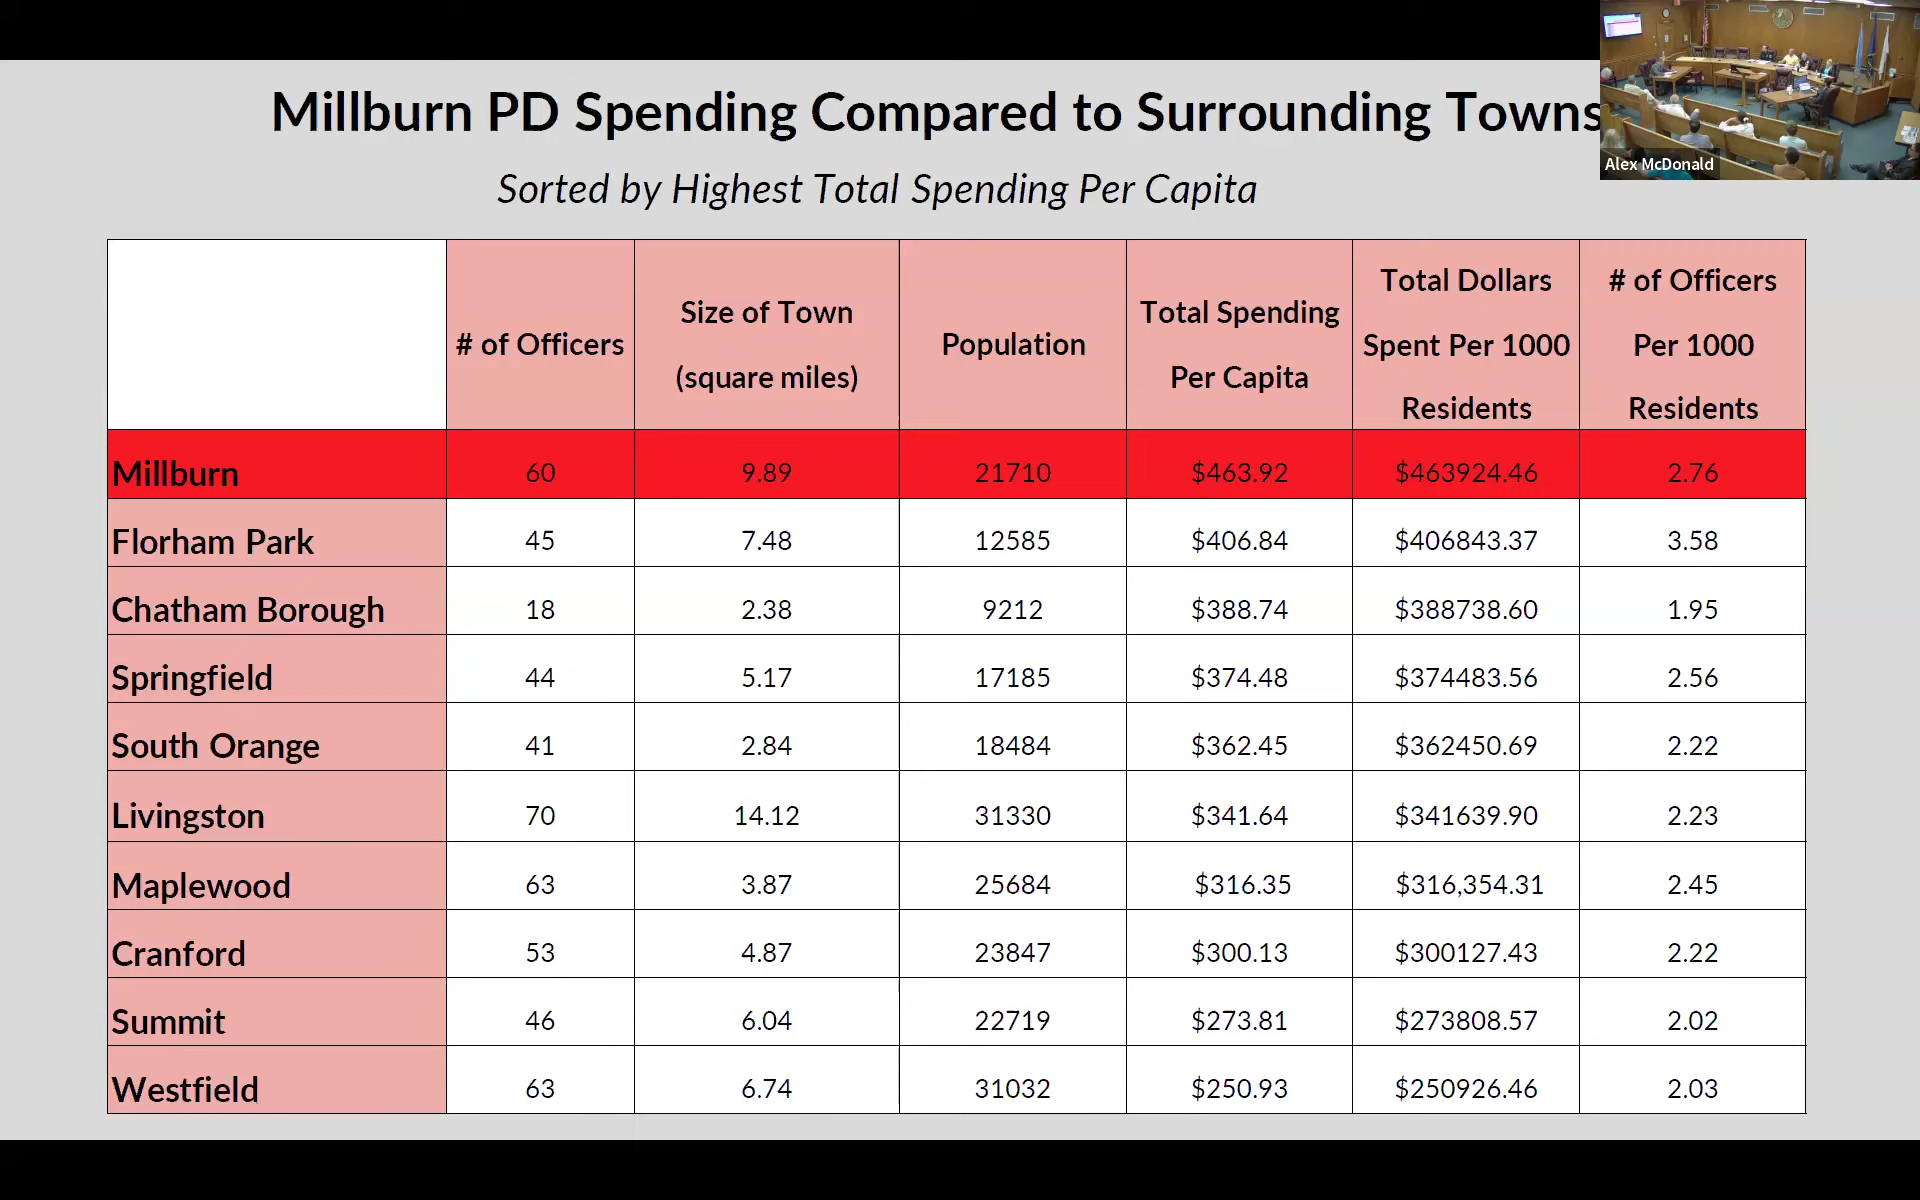 Millburn PD Spending Compared to Surrounding Towns
Alex McDonald
Sorted by Highest Total Spending Per Capita
# of Officers
Size of Town
(square miles)
Population
Total Spending
Per Capita
Total Dollars
Spent Per 1000
Residents
# of Officers
Per 1000
Residents
Millburn 60 9.89 21710 $463.92 $463924.46 2.76
Florham Park 45 7.48 12585 $406.84 $406843.37 3.58
Chatham Borough 18 2.38 9212 $388.74 $388738.60 1.95
Springfield 44 5.17 17185 $374.48 $374483.56 2.56
South Orange 41 2.84 18484 $362.45 $362450.69 2.22
Livingston 70 14.12 31330 $341.64 $341639.90 2.23
Maplewood 63 3.87 25684 $316.35 $316,354.31 2.45
Cranford 53 4.87 23847 $300.13 $300127.43 2.22
Summit 46 6.04 22719 $273.81 $273808.57 2.02
Westfield 63 6.74 31032 $250.93 $250926.46 2.03